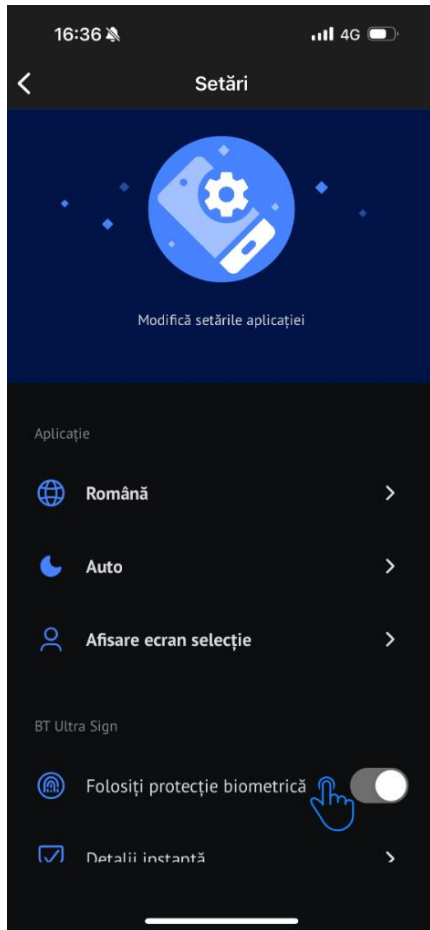 16:36
4G
Setări
Modifică setările aplicației
Aplicație
Română
Auto
Afisare ecran selecție
BT Ultra Sign
Folosiți protecție biometrică
Detalii instanță